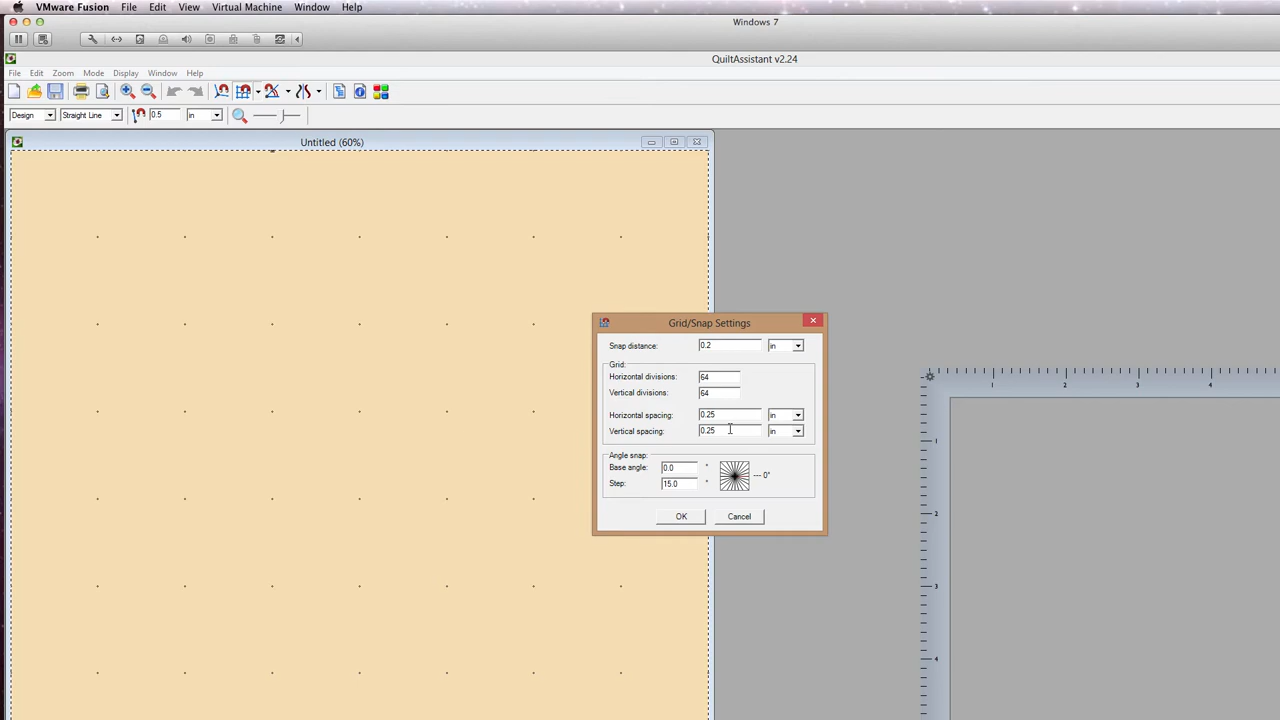 VMware Fusion File Edit View Virtual Machine Window Help
Windows 7
QuiltAssistant v2.24
File Edit Zoom Mode Display Window Help
Design Straight Line 0.5 in
Untitled (60%)
Grid/Snap Settings
Snap distance: 0.2 in
Grid:
Horizontal divisions: 64
Vertical divisions: 64
Horizontal spacing: 0.25 in
Vertical spacing: 0.25 in
Angle snap:
Base angle: 0.0 °
--- 0°
Step: 15.0 °
OK Cancel
1 2 3 4
1
2
3
4